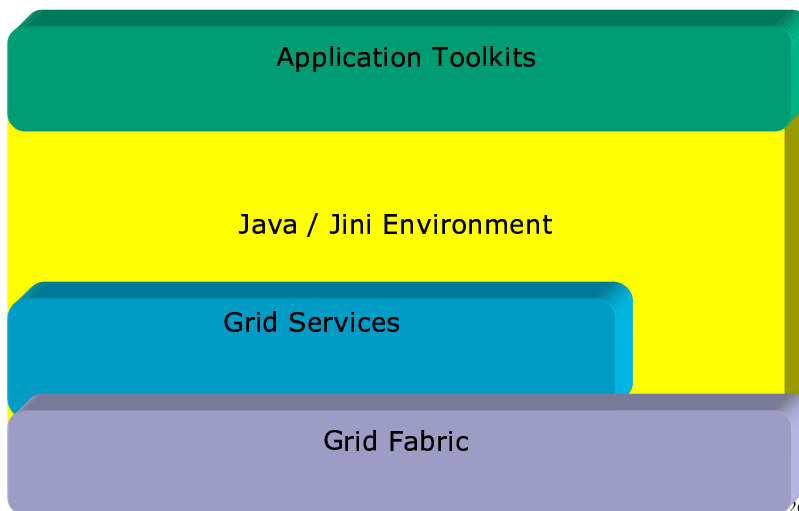 Application Toolkits
Java / Jini Environment
Grid Services
Grid Fabric